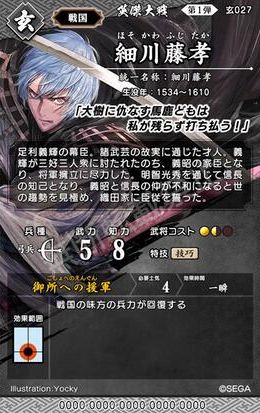 玄
戦国
英傑大戦
第1弾
玄027
ほそ かわ ふじ たか
細川藤孝
統一名称:細川藤孝
生没年:1534~1610
「大樹に仇なす馬鹿どもは
私が残らず打ち払う!」
足利義輝の幕臣。諸武芸の故実に通じた才人。義
輝が三好三人衆に討たれたのち、義昭の家臣とな
り、将軍擁立に尽力した。明智光秀を通じて信長
の知己となり、義昭と信長の仲が不和になると世
の趨勢を見極め、織田家に臣従を誓った。
兵種 武力 知力 武将コスト
弓兵 5 8 特技 技巧
ごしょへのえんぐん
御所への援軍
必要士気 4
効果時間 一瞬
戦国の味方の兵力が回復する
効果範囲
Illustration:Yocky
©SEGA
0000-0000-0000-0000-0000